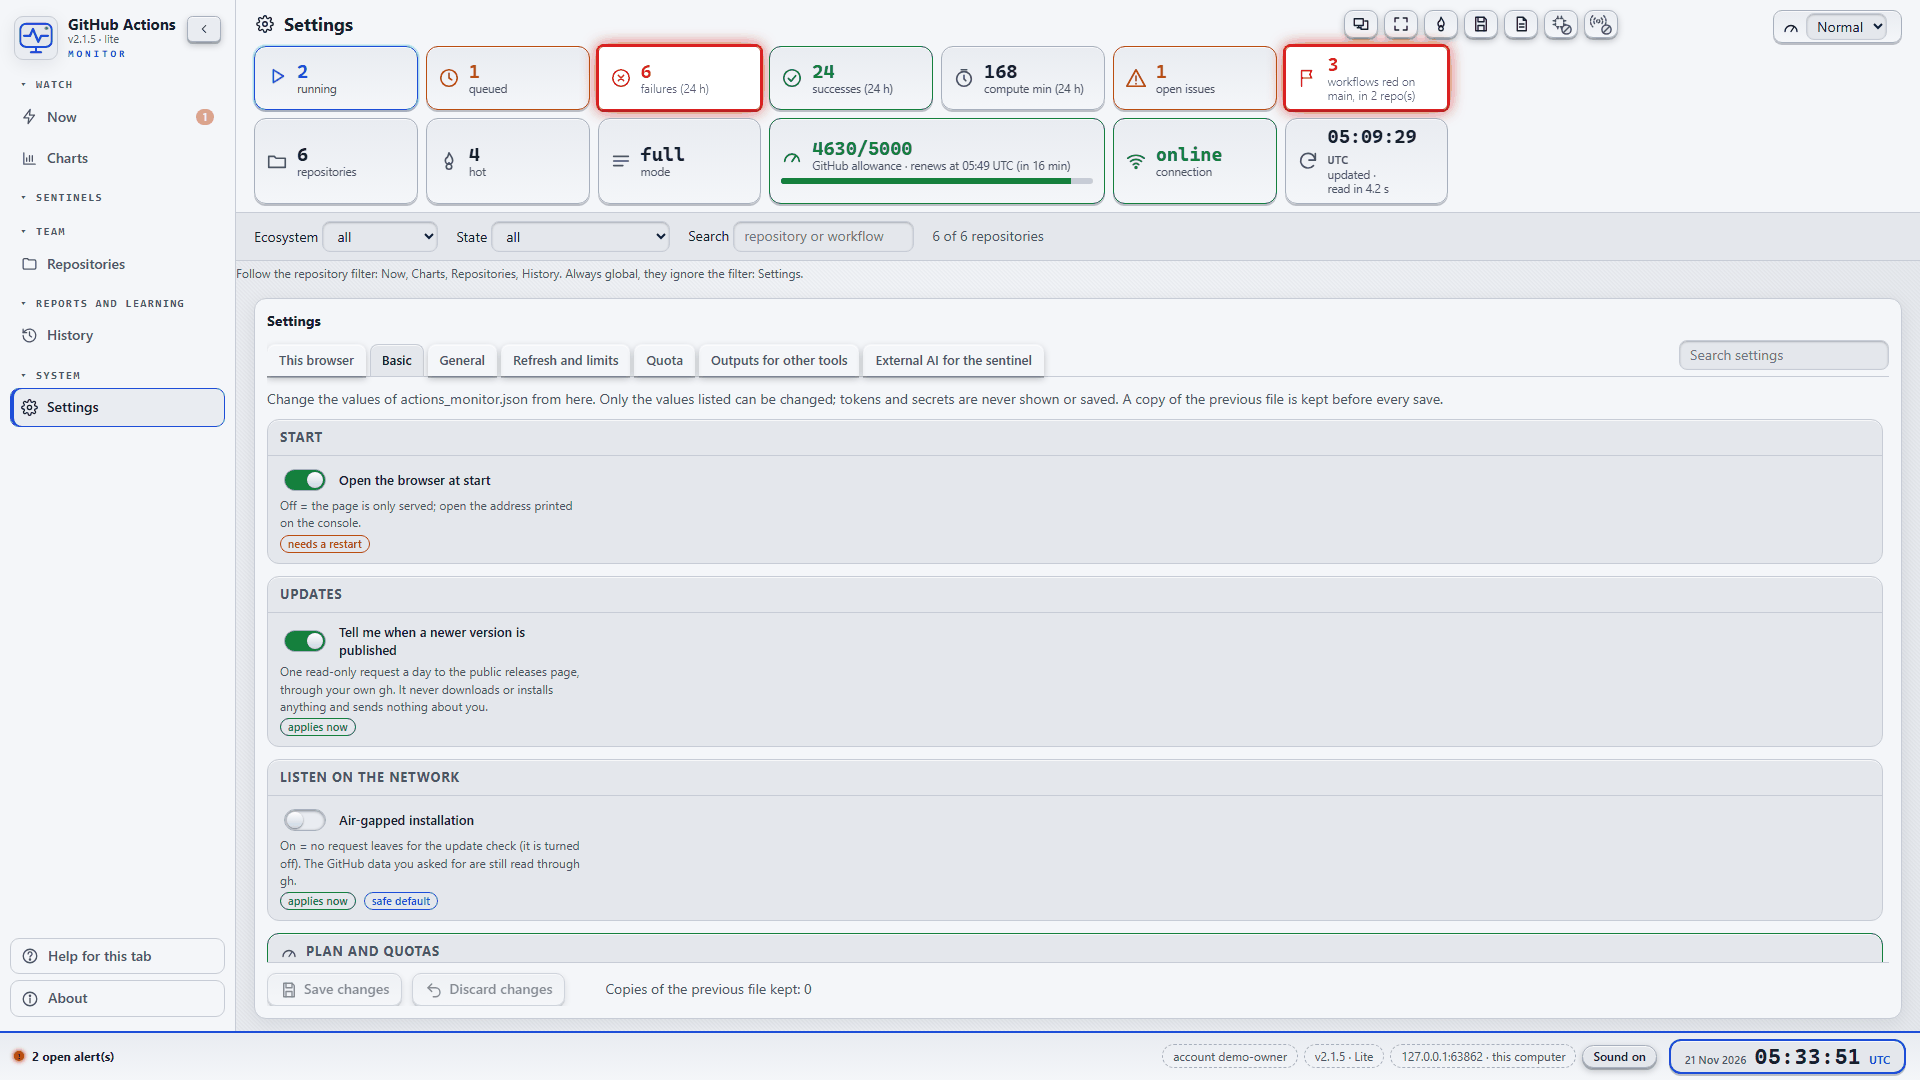 GitHub Actions
v2.1.5 · lite
MONITOR
WATCH
Now
1
Charts
SENTINELS
TEAM
Repositories
REPORTS AND LEARNING
History
SYSTEM
Settings
Help for this tab
About
Settings
Normal
2
running
1
queued
6
failures (24 h)
24
successes (24 h)
168
compute min (24 h)
1
open issues
3
workflows red on
main, in 2 repo(s)
6
repositories
4
hot
full
mode
4630/5000
GitHub allowance · renews at 05:49 UTC (in 16 min)
online
connection
05:09:29
UTC
updated ·
read in 4.2 s
Ecosystem all State all Search repository or workflow 6 of 6 repositories
Follow the repository filter: Now, Charts, Repositories, History. Always global, they ignore the filter: Settings.
Settings
This browser Basic General Refresh and limits Quota Outputs for other tools External AI for the sentinel
Search settings
Change the values of actions_monitor.json from here. Only the values listed can be changed; tokens and secrets are never shown or saved. A copy of the previous file is kept before every save.
START
Open the browser at start
Off = the page is only served; open the address printed
on the console.
needs a restart
UPDATES
Tell me when a newer version is
published
One read-only request a day to the public releases page,
through your own gh. It never downloads or installs
anything and sends nothing about you.
applies now
LISTEN ON THE NETWORK
Air-gapped installation
On = no request leaves for the update check (it is turned
off). The GitHub data you asked for are still read through
gh.
applies now safe default
PLAN AND QUOTAS
Save changes Discard changes Copies of the previous file kept: 0
2 open alert(s)
account demo-owner v2.1.5 · Lite 127.0.0.1:63862 · this computer Sound on 21 Nov 2026 05:33:51 UTC